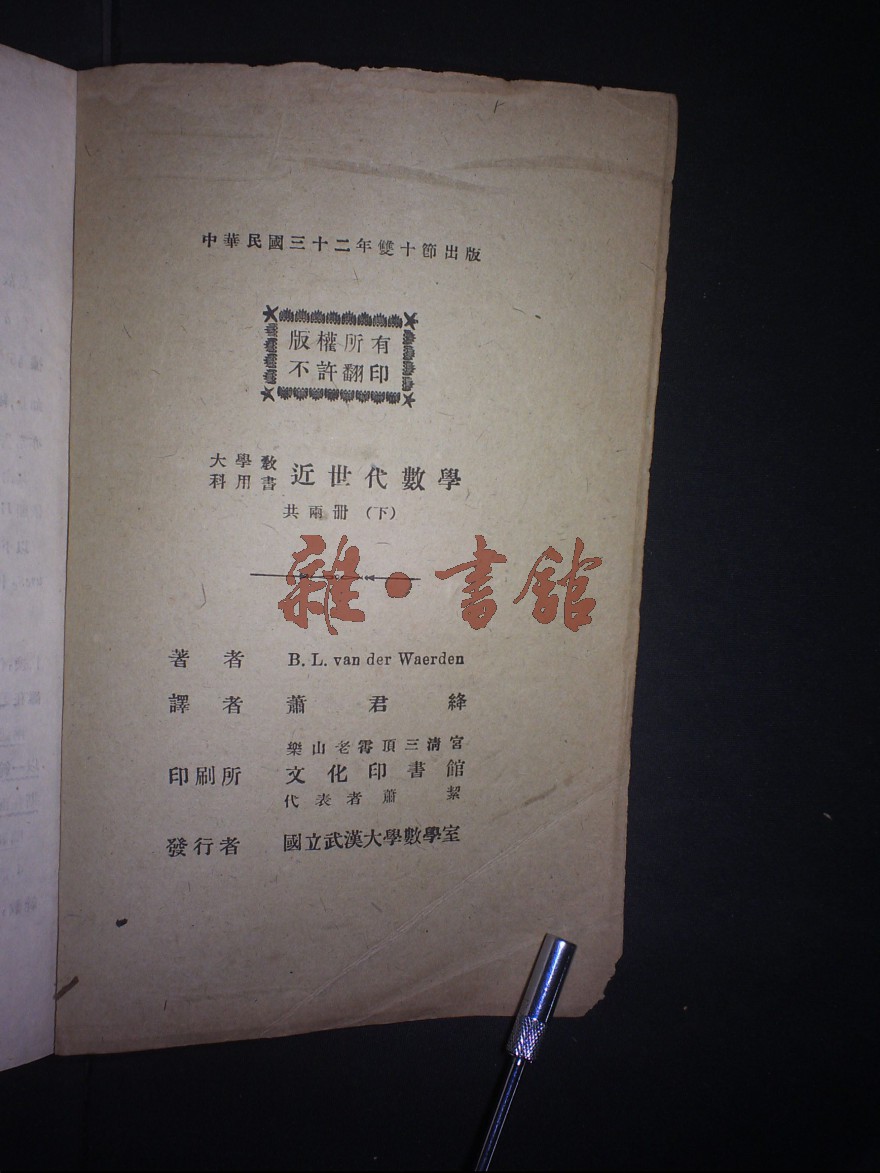 中華民國三十二年雙十節出版
版權所有
不許翻印
大學教
科用書
近世代數學
共兩册（下）
雜·書館
著者 B. L. van der Waerden
譯者 蕭君絳
樂山老霄頂三清宮
印刷所 文化印書館
代表者蕭絜
發行者 國立武漢大學數學室